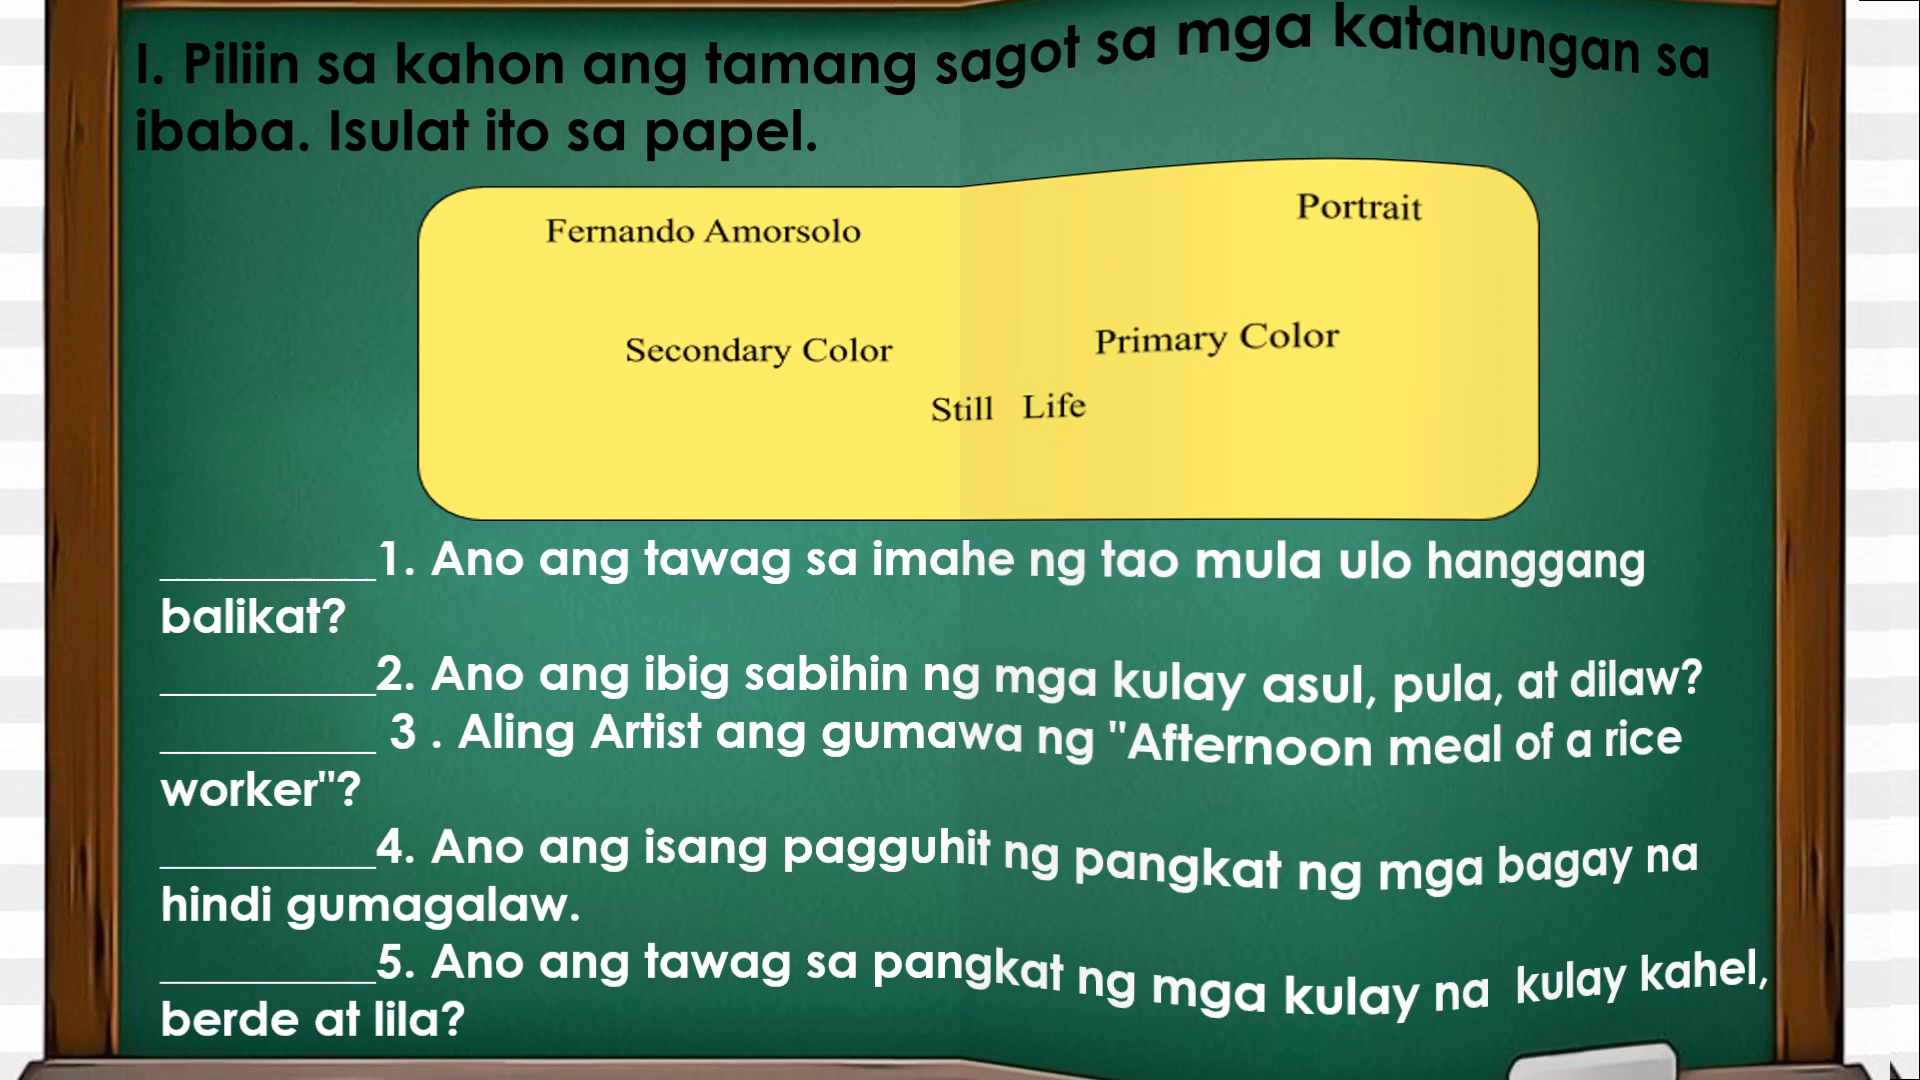 I. Piliin sa kahon ang tamang sagot sa mga katanungan sa
ibaba. Isulat ito sa papel.
Fernando Amorsolo
Portrait
Secondary Color
Primary Color
Still Life
_________1. Ano ang tawag sa imahe ng tao mula ulo hanggang
balikat?
_________2. Ano ang ibig sabihin ng mga kulay asul, pula, at dilaw?
_________ 3 . Aling Artist ang gumawa ng "Afternoon meal of a rice
worker"?
_________4. Ano ang isang pagguhit ng pangkat ng mga bagay na
hindi gumagalaw.
_________5. Ano ang tawag sa pangkat ng mga kulay na kulay kahel,
berde at lila?